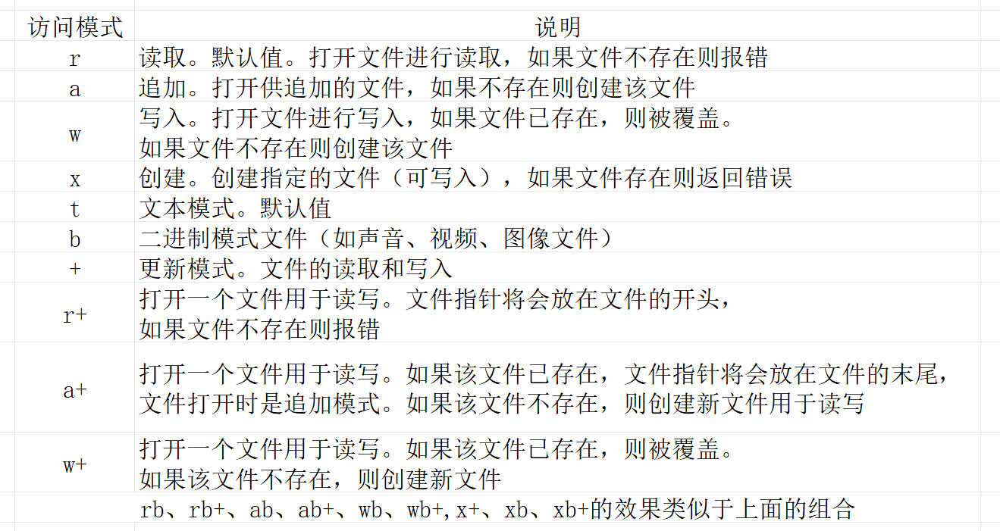 访问模式 说明
r 读取。默认值。打开文件进行读取，如果文件不存在则报错
a 追加。打开供追加的文件，如果不存在则创建该文件
写入。打开文件进行写入，如果文件已存在，则被覆盖。
w
如果文件不存在则创建该文件
x 创建。创建指定的文件（可写入），如果文件存在则返回错误
t 文本模式。默认值
b 二进制模式文件（如声音、视频、图像文件）
+ 更新模式。文件的读取和写入
打开一个文件用于读写。文件指针将会放在文件的开头，
r+
如果文件不存在则报错
打开一个文件用于读写。如果该文件已存在，文件指针将会放在文件的末尾，
a+
文件打开时是追加模式。如果该文件不存在，则创建新文件用于读写
打开一个文件用于读写。如果该文件已存在，则被覆盖。
w+
如果该文件不存在，则创建新文件
rb、rb+、ab、ab+、wb、wb+,x+、xb、xb+的效果类似于上面的组合